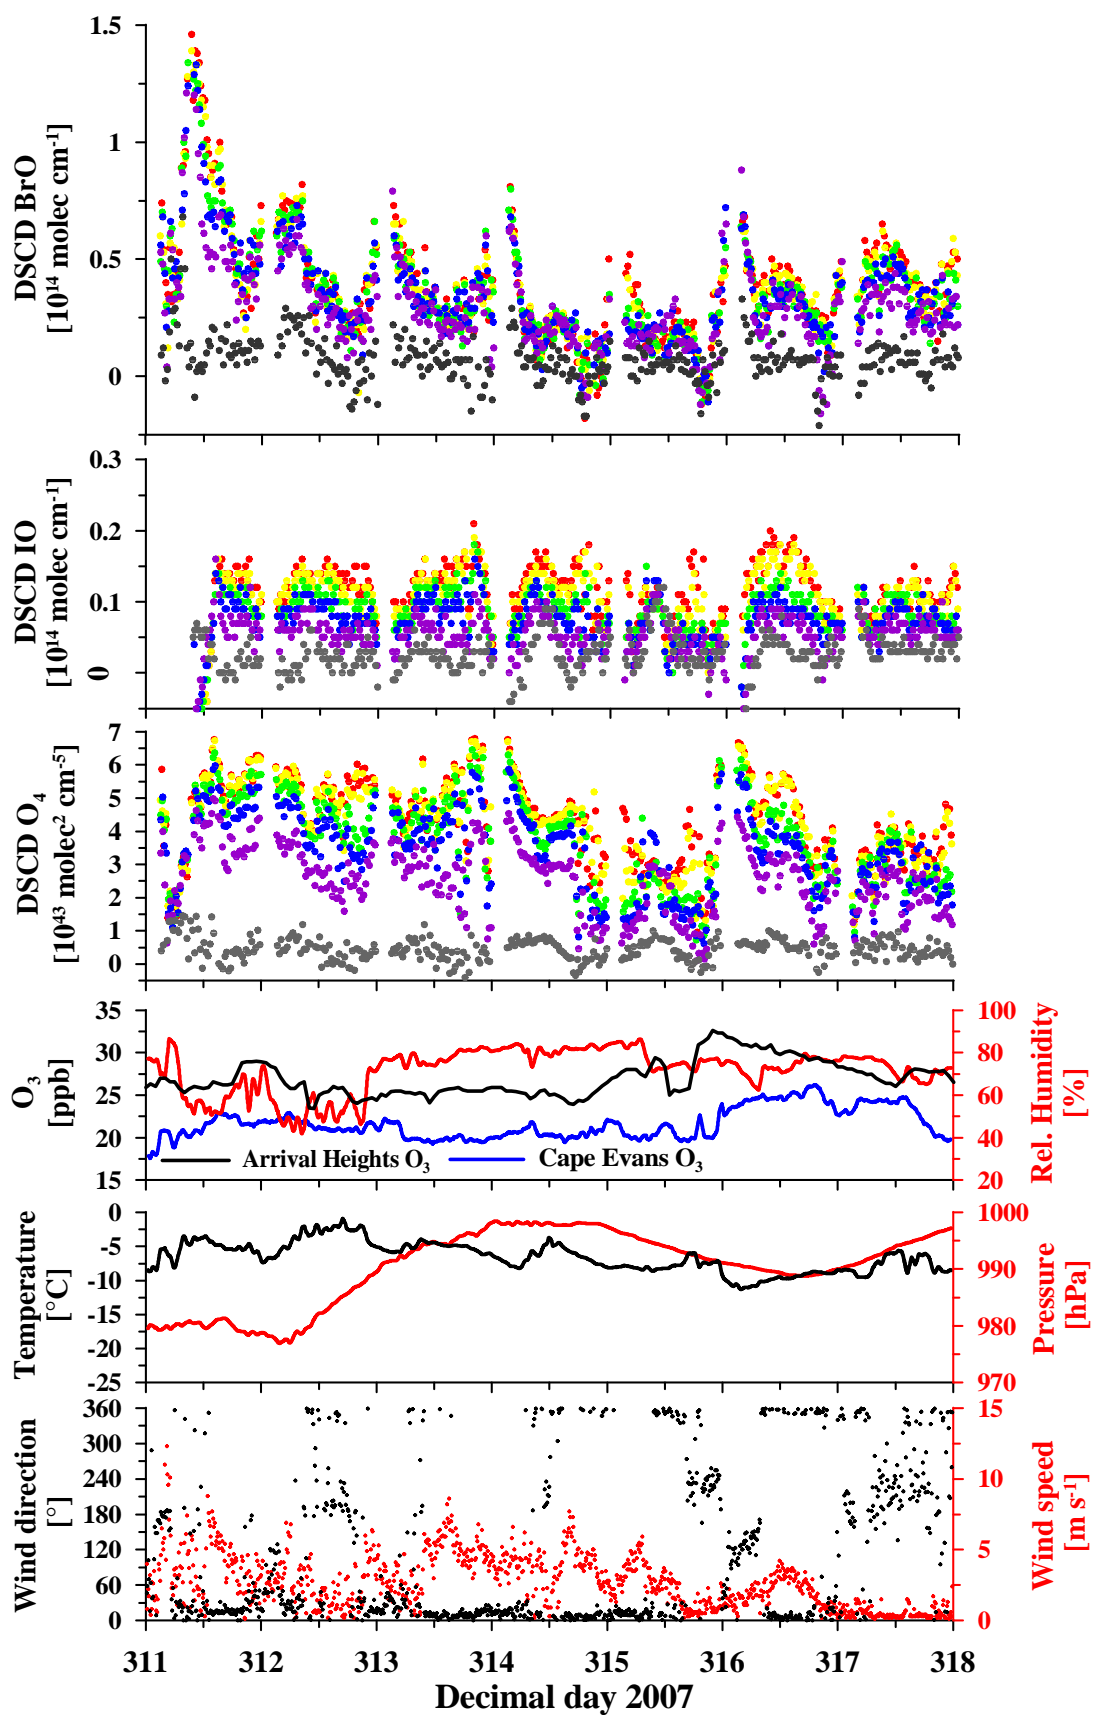 1.5
1
0.5
0
DSCD BrO
[10¹⁴ molec cm⁻¹]
0.3
0.2
0.1
0
DSCD IO
[10¹⁴ molec cm⁻¹]
7
6
5
4
3
2
1
0
DSCD O₄
[10⁴³ molec² cm⁻⁵]
35
30
25
20
15
O₃
[ppb]
100
80
60
40
20
Rel. Humidity
[%]
Arrival Heights O₃
Cape Evans O₃
0
-5
-10
-15
-20
-25
Temperature
[°C]
1000
990
980
970
Pressure
[hPa]
360
300
240
180
120
60
0
Wind direction
[°]
15
10
5
0
Wind speed
[m s⁻¹]
311 312 313 314 315 316 317 318
Decimal day 2007